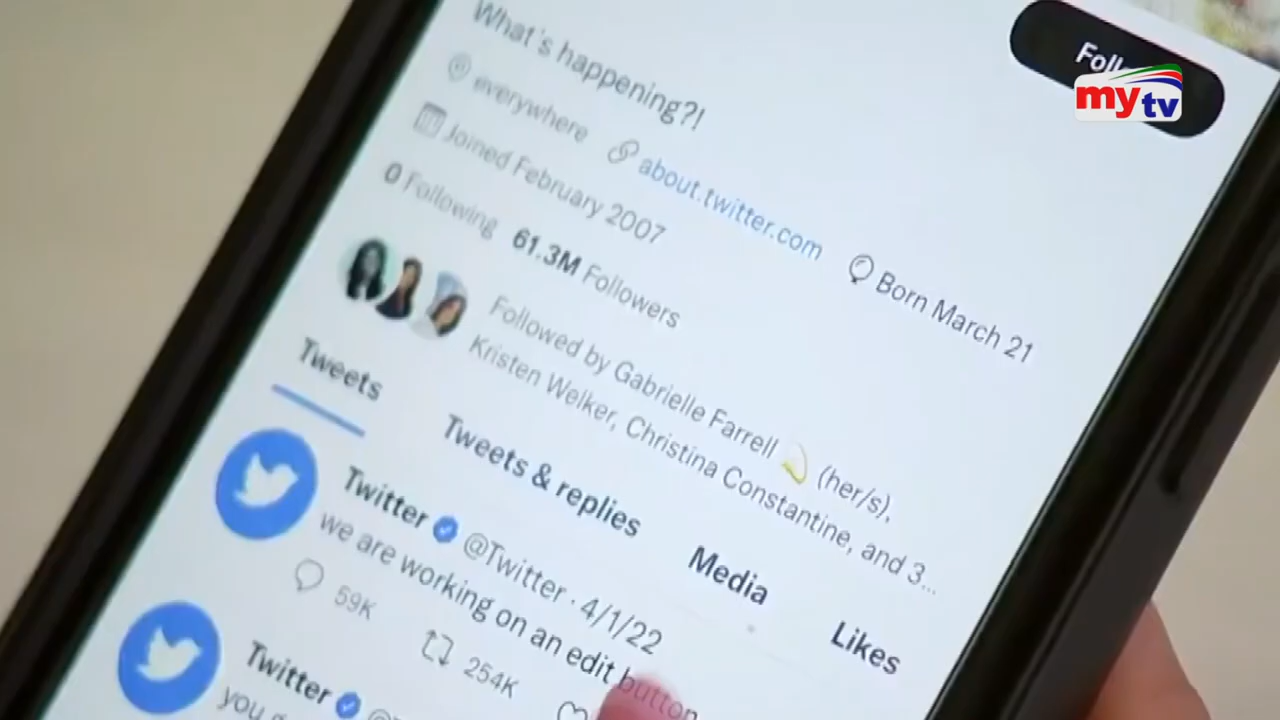 What's happening?!
everywhere about.twitter.com Born March 21
Joined February 2007
0 Following 61.3M Followers
Followed by Gabrielle Farrell (her/s),
Kristen Welker, Christina Constantine, and 3...
Tweets Tweets & replies Media Likes
Twitter @Twitter · 4/1/22
we are working on an edit button
59K 254K
Twitter
you
my tv